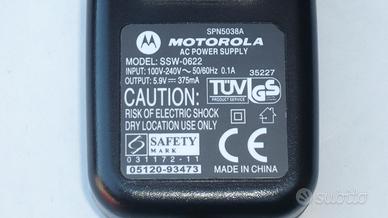 SPN5038A
MOTOROLA
AC POWER SUPPLY
MODEL: SSW-0622
INPUT: 100V-240V~ 50/60Hz 0.1A
OUTPUT: 5.9V ⎓ 375mA
35227
CAUTION:
TÜV GS
RISK OF ELECTRIC SHOCK
DRY LOCATION USE ONLY
S SAFETY
MARK
031172-11
CE
05120-93473
MADE IN CHINA
subito